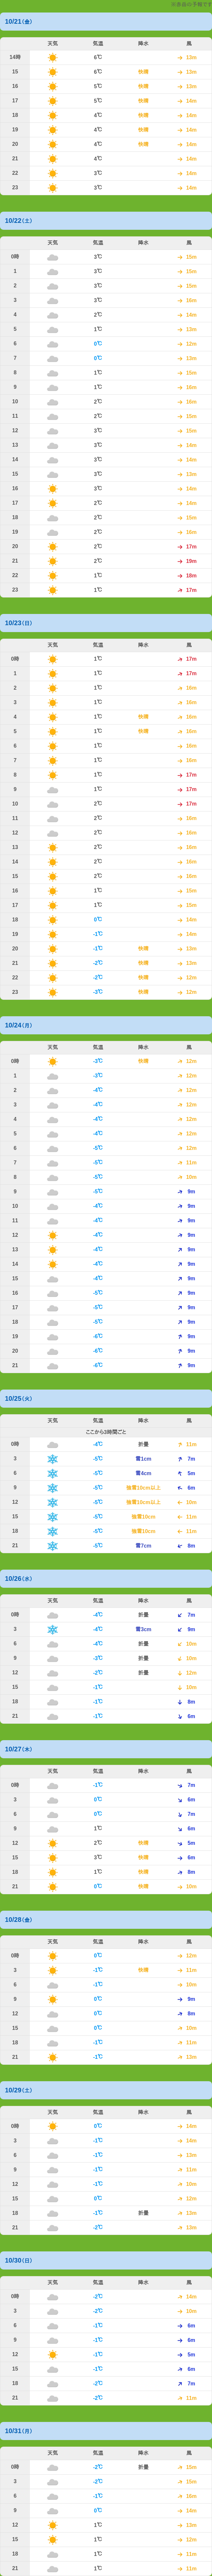 10/21(金)
天気 気温 降水 風
14時 6℃ 13m
15 6℃ 快晴 13m
16 5℃ 快晴 13m
17 5℃ 快晴 14m
18 4℃ 快晴 14m
19 4℃ 快晴 14m
20 4℃ 快晴 14m
21 4℃ 14m
22 3℃ 14m
23 3℃ 14m
10/22(土)
天気 気温 降水 風
0時 3℃ 15m
1 3℃ 15m
2 3℃ 15m
3 3℃ 16m
4 2℃ 14m
5 1℃ 13m
6 0℃ 12m
7 0℃ 13m
8 1℃ 15m
9 1℃ 16m
10 2℃ 16m
11 2℃ 15m
12 3℃ 15m
13 3℃ 14m
14 3℃ 14m
15 3℃ 13m
16 3℃ 14m
17 2℃ 14m
18 2℃ 15m
19 2℃ 16m
20 2℃ 17m
21 2℃ 19m
22 1℃ 18m
23 1℃ 17m
10/23(日)
天気 気温 降水 風
0時 1℃ 17m
1 1℃ 17m
2 1℃ 16m
3 1℃ 16m
4 1℃ 快晴 16m
5 1℃ 快晴 16m
6 1℃ 16m
7 1℃ 16m
8 1℃ 17m
9 1℃ 17m
10 2℃ 17m
11 2℃ 16m
12 2℃ 16m
13 2℃ 16m
14 2℃ 16m
15 2℃ 16m
16 1℃ 15m
17 1℃ 15m
18 0℃ 14m
19 -1℃ 14m
20 -1℃ 快晴 13m
21 -2℃ 快晴 13m
22 -2℃ 快晴 12m
23 -3℃ 快晴 12m
10/24(月)
天気 気温 降水 風
0時 -3℃ 快晴 12m
1 -3℃ 12m
2 -4℃ 12m
3 -4℃ 12m
4 -4℃ 12m
5 -4℃ 12m
6 -5℃ 12m
7 -5℃ 11m
8 -5℃ 10m
9 -5℃ 9m
10 -4℃ 9m
11 -4℃ 9m
12 -4℃ 9m
13 -4℃ 9m
14 -4℃ 9m
15 -4℃ 9m
16 -5℃ 9m
17 -5℃ 9m
18 -5℃ 9m
19 -6℃ 9m
20 -6℃ 9m
21 -6℃ 9m
10/25(火)
天気 気温 降水 風
ここから3時間ごと
0時 -4℃ 折曇 11m
3 -5℃ 雪1cm 7m
6 -5℃ 雪4cm 5m
9 -5℃ 強雪10cm以上 6m
12 -5℃ 強雪10cm以上 10m
15 -5℃ 強雪10cm 11m
18 -5℃ 強雪10cm 11m
21 -5℃ 雪7cm 8m
10/26(水)
天気 気温 降水 風
0時 -4℃ 折曇 7m
3 -4℃ 雪3cm 9m
6 -4℃ 折曇 10m
9 -3℃ 折曇 10m
12 -2℃ 折曇 12m
15 -1℃ 10m
18 -1℃ 8m
21 -1℃ 6m
10/27(木)
天気 気温 降水 風
0時 -1℃ 7m
3 0℃ 6m
6 0℃ 7m
9 1℃ 6m
12 2℃ 快晴 5m
15 3℃ 快晴 6m
18 1℃ 快晴 8m
21 0℃ 快晴 10m
10/28(金)
天気 気温 降水 風
0時 0℃ 12m
3 -1℃ 快晴 11m
6 -1℃ 10m
9 0℃ 9m
12 0℃ 8m
15 0℃ 10m
18 -1℃ 11m
21 -1℃ 13m
10/29(土)
天気 気温 降水 風
0時 0℃ 14m
3 -1℃ 14m
6 -1℃ 13m
9 -1℃ 11m
12 -1℃ 10m
15 0℃ 12m
18 -1℃ 折曇 13m
21 -2℃ 13m
10/30(日)
天気 気温 降水 風
0時 -2℃ 14m
3 -2℃ 10m
6 -1℃ 6m
9 -1℃ 6m
12 -1℃ 5m
15 -1℃ 6m
18 -2℃ 7m
21 -2℃ 11m
10/31(月)
天気 気温 降水 風
0時 -2℃ 折曇 15m
3 -2℃ 15m
6 -1℃ 16m
9 0℃ 14m
12 1℃ 13m
15 1℃ 12m
18 1℃ 11m
21 1℃ 11m